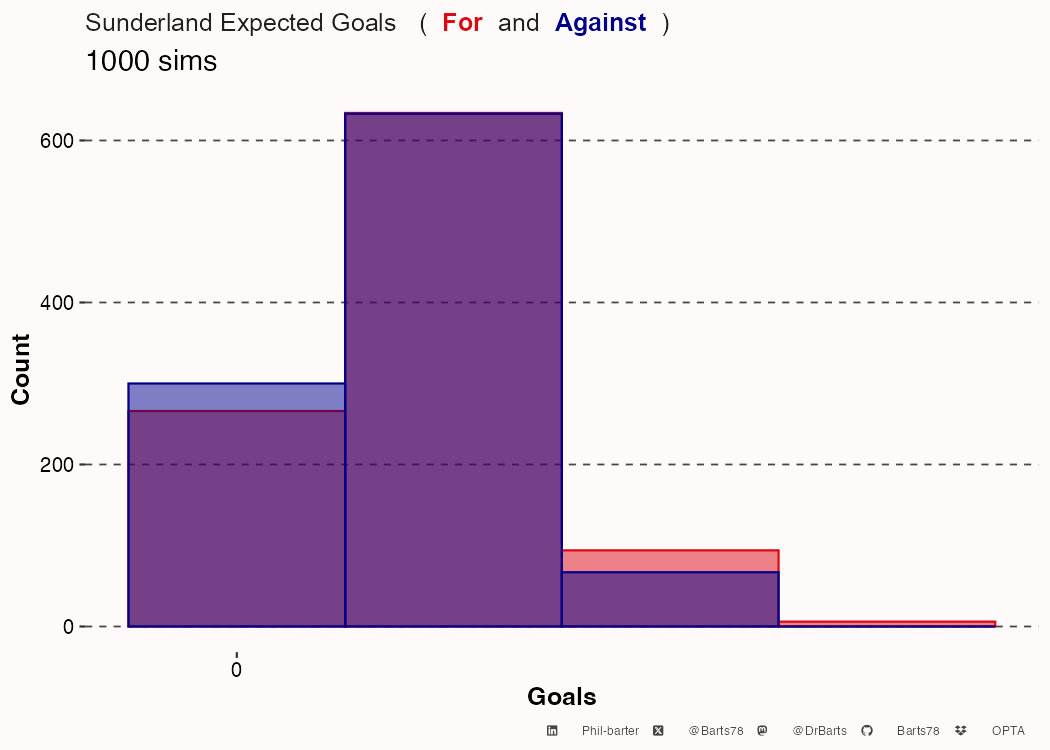 Sunderland Expected Goals ( For and Against )
1000 sims
600
400
200
0
Count
0
Goals
Phil-barter @Barts78 @DrBarts Barts78 OPTA